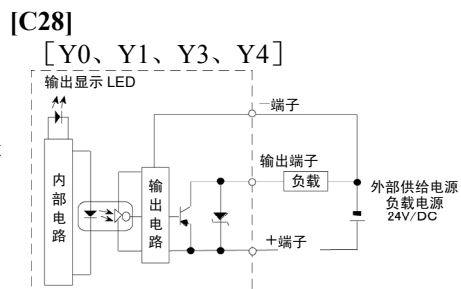 [C28]
［Y0、Y1、Y3、Y4］
输出显示 LED
一端子
输出端子
负载
内部电路
输出电路
外部供给电源
负载电源
24V/DC
＋端子